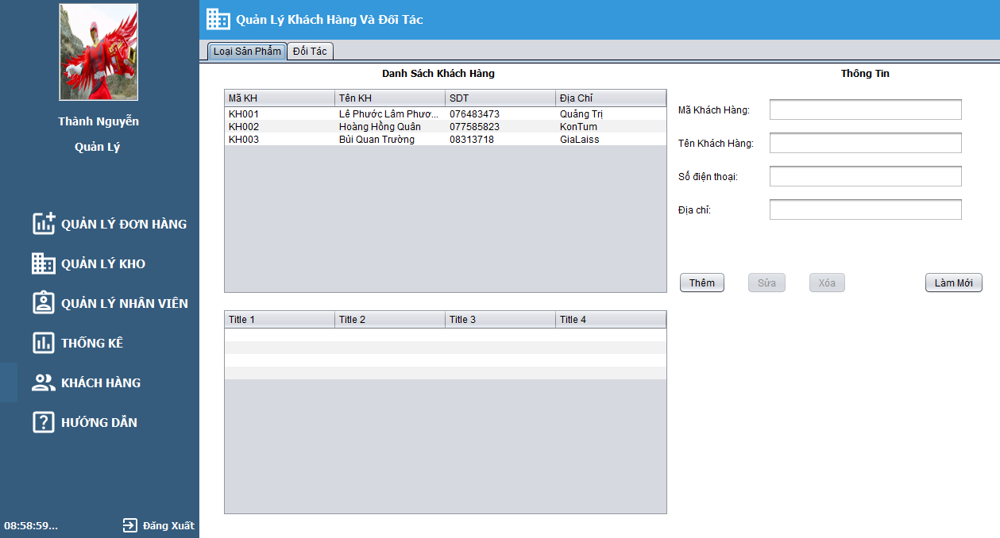 Thành Nguyễn
Quản Lý
QUẢN LÝ ĐƠN HÀNG
QUẢN LÝ KHO
QUẢN LÝ NHÂN VIÊN
THỐNG KÊ
KHÁCH HÀNG
HƯỚNG DẪN
08:58:59...
Đăng Xuất
Quản Lý Khách Hàng Và Đối Tác
Loại Sản Phẩm Đối Tác
Danh Sách Khách Hàng
Mã KH Tên KH SDT Địa Chỉ
KH001 Lê Phước Lâm Phươ... 076483473 Quảng Trị
KH002 Hoàng Hồng Quân 077585823 KonTum
KH003 Bùi Quan Trường 08313718 GiaLaiss
Title 1 Title 2 Title 3 Title 4
Thông Tin
Mã Khách Hàng:
Tên Khách Hàng:
Số điện thoại:
Địa chỉ:
Thêm Sửa Xóa Làm Mới